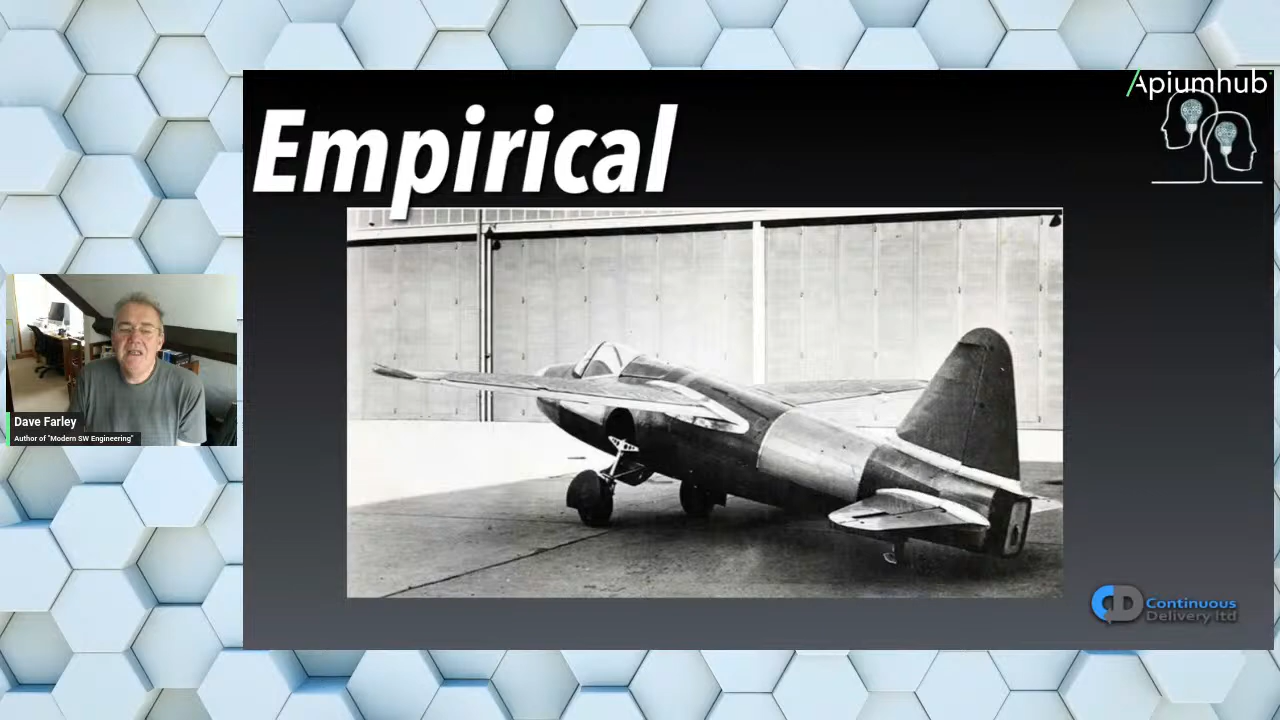 Empirical
Apiumhub
Dave Farley
Author of "Modern SW Engineering"
Continuous
Delivery ltd